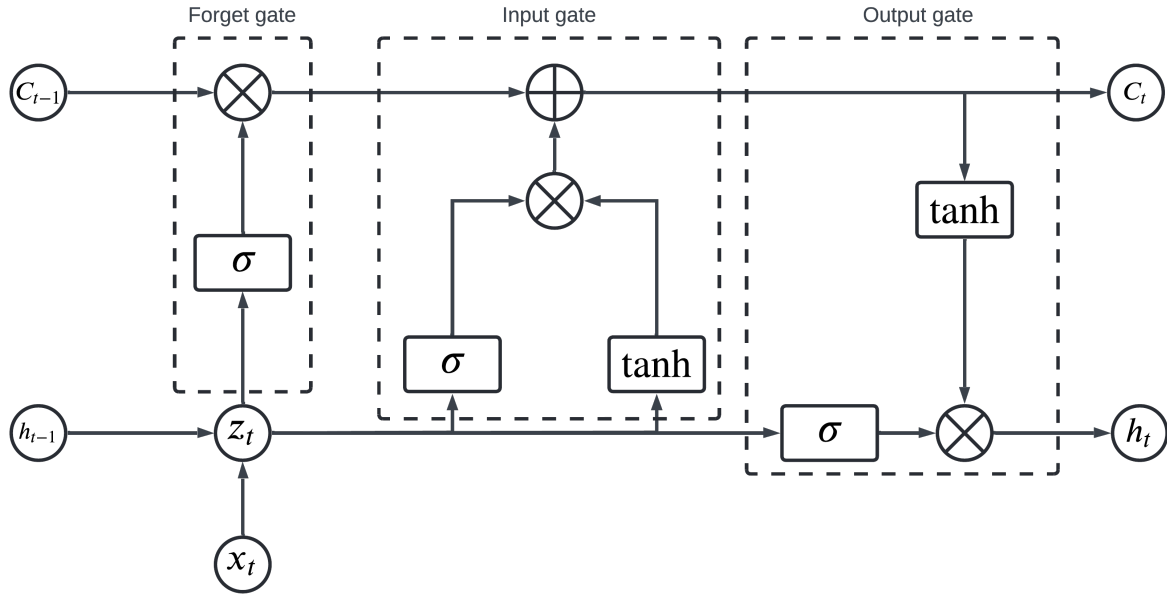 Forget gate
Input gate
Output gate
C_{t-1}
C_t
tanh
σ
σ
tanh
h_{t-1}
z_t
σ
h_t
x_t